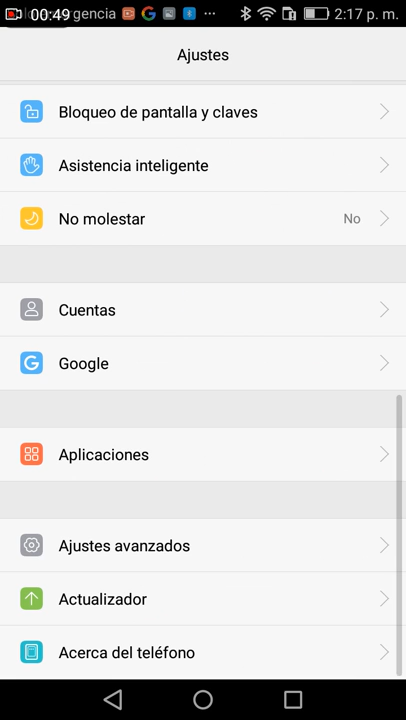 00:49 2:17 p. m.
Ajustes
Bloqueo de pantalla y claves
Asistencia inteligente
No molestar No
Cuentas
Google
Aplicaciones
Ajustes avanzados
Actualizador
Acerca del teléfono